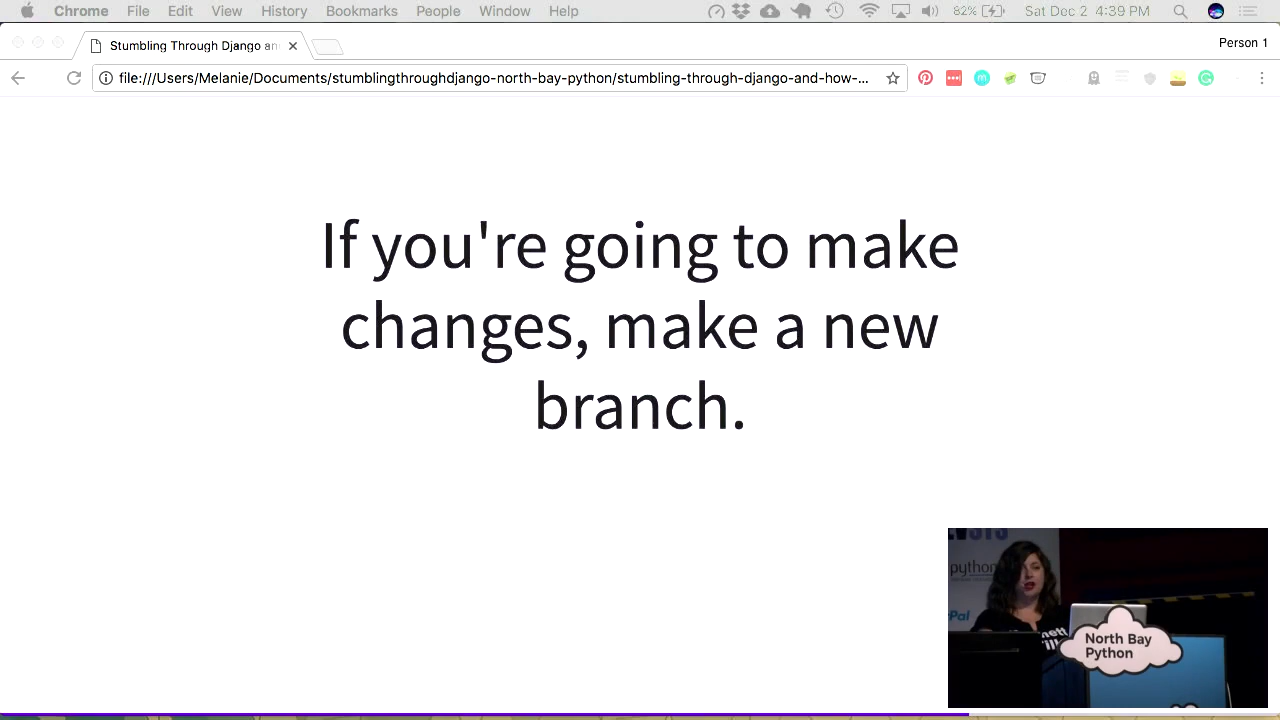 Chrome File Edit View History Bookmarks People Window Help 82% Sat Dec 2 4:39 PM
Stumbling Through Django an
Person 1
file:///Users/Melanie/Documents/stumblingthroughdjango-north-bay-python/stumbling-through-django-and-how-...
If you're going to make
changes, make a new
branch.
python
North Bay
Python